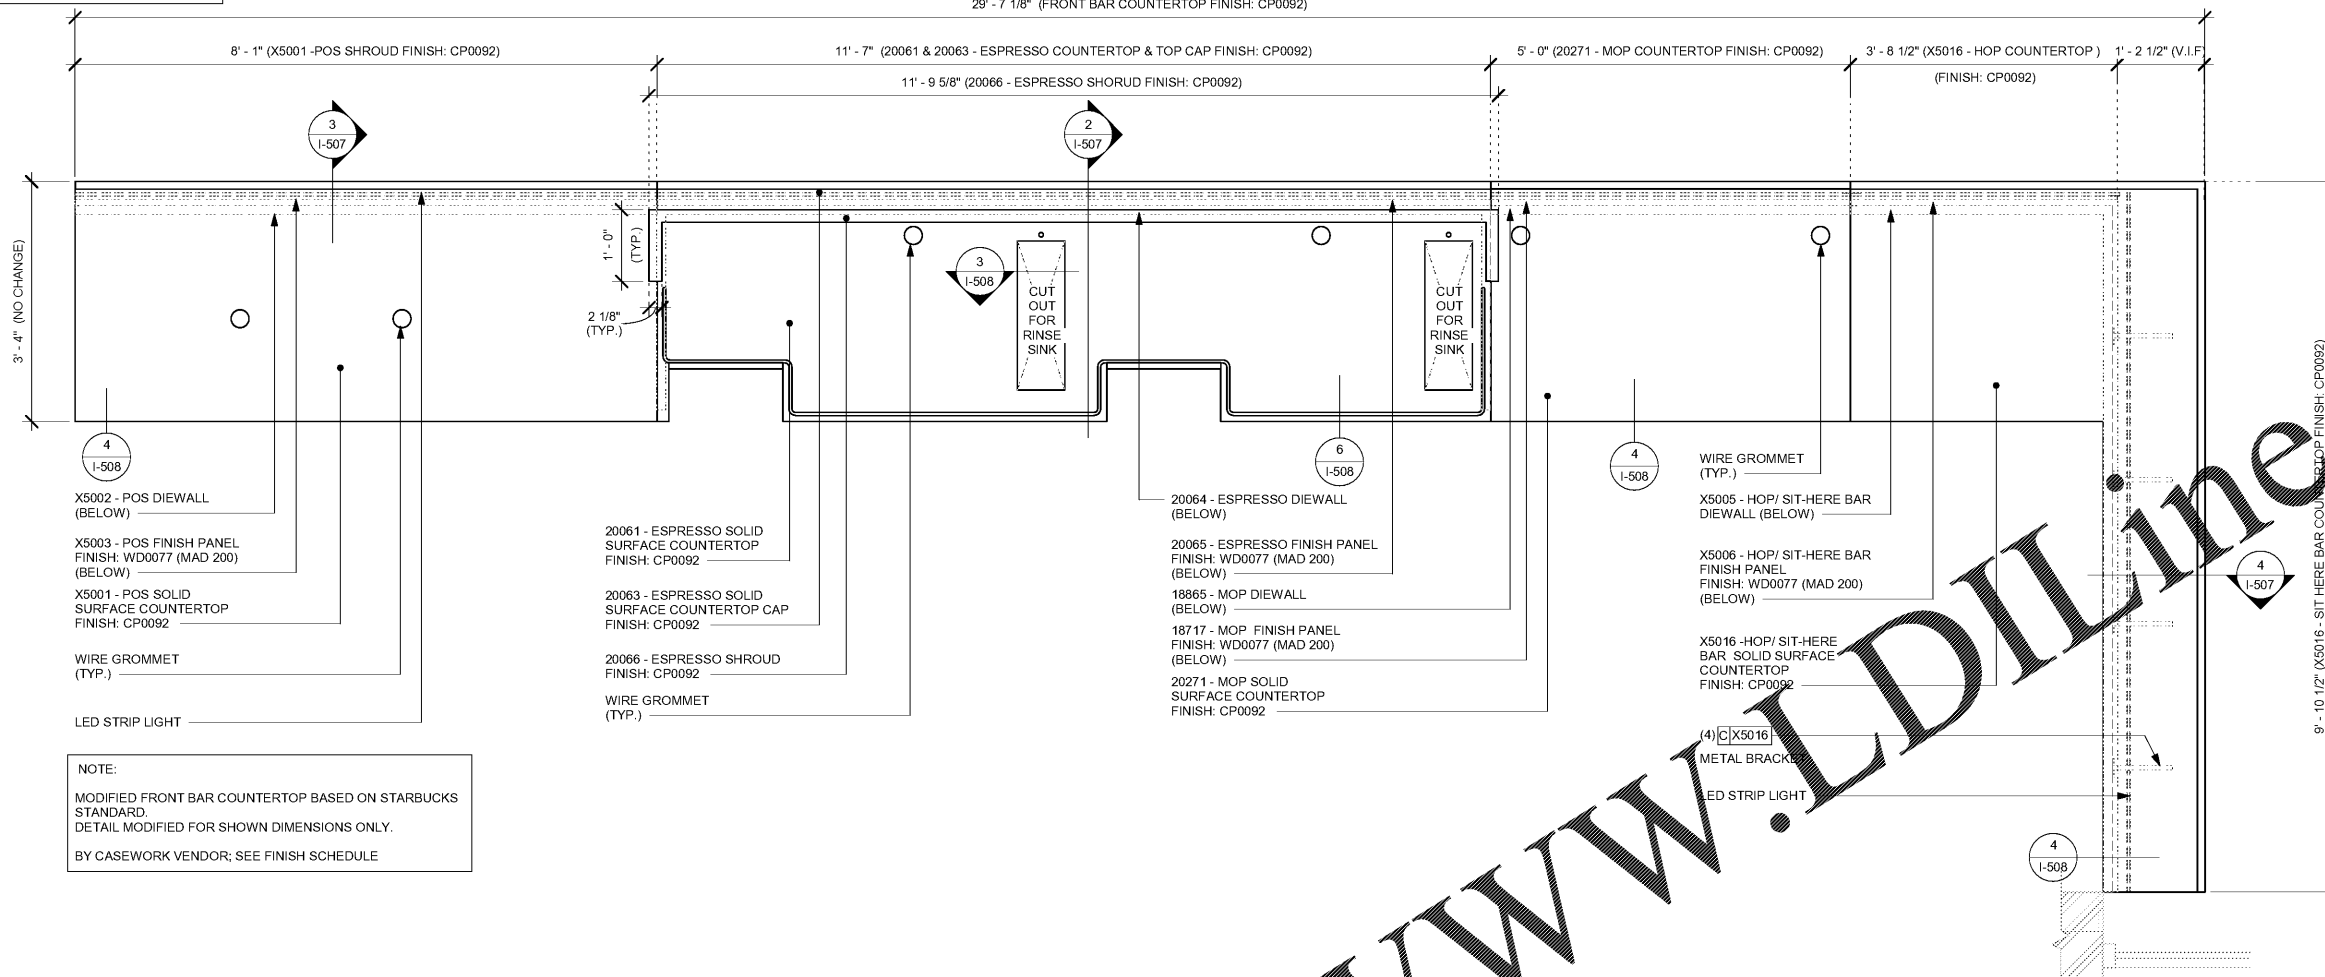 29' - 7 1/8" (FRONT BAR COUNTERTOP FINISH: CP0092)
8' - 1" (X5001 -POS SHROUD FINISH: CP0092)
11' - 7" (20061 & 20063 - ESPRESSO COUNTERTOP & TOP CAP FINISH: CP0092)
5' - 0" (20271 - MOP COUNTERTOP FINISH: CP0092)
3' - 8 1/2" (X5016 - HOP COUNTERTOP )
(FINISH: CP0092)
1' - 2 1/2" (V.I.F)
11' - 9 5/8" (20066 - ESPRESSO SHORUD FINISH: CP0092)
3
I-507
2
I-507
3' - 4" (NO CHANGE)
1' - 0"
(TYP.)
2 1/8"
(TYP.)
3
I-508
CUT
OUT
FOR
RINSE
SINK
CUT
OUT
FOR
RINSE
SINK
4
I-508
6
I-508
4
I-508
4
I-507
4
I-508
9' - 10 1/2" (X5016 - SIT HERE BAR COUNTERTOP FINISH: CP0092)
X5002 - POS DIEWALL
(BELOW)
X5003 - POS FINISH PANEL
FINISH: WD0077 (MAD 200)
(BELOW)
X5001 - POS SOLID
SURFACE COUNTERTOP
FINISH: CP0092
WIRE GROMMET
(TYP.)
LED STRIP LIGHT
20061 - ESPRESSO SOLID
SURFACE COUNTERTOP
FINISH: CP0092
20063 - ESPRESSO SOLID
SURFACE COUNTERTOP CAP
FINISH: CP0092
20066 - ESPRESSO SHROUD
FINISH: CP0092
WIRE GROMMET
(TYP.)
20064 - ESPRESSO DIEWALL
(BELOW)
20065 - ESPRESSO FINISH PANEL
FINISH: WD0077 (MAD 200)
(BELOW)
18865 - MOP DIEWALL
(BELOW)
18717 - MOP FINISH PANEL
FINISH: WD0077 (MAD 200)
(BELOW)
20271 - MOP SOLID
SURFACE COUNTERTOP
FINISH: CP0092
WIRE GROMMET
(TYP.)
X5005 - HOP/ SIT-HERE BAR
DIEWALL (BELOW)
X5006 - HOP/ SIT-HERE BAR
FINISH PANEL
FINISH: WD0077 (MAD 200)
(BELOW)
X5016 -HOP/ SIT-HERE
BAR SOLID SURFACE
COUNTERTOP
FINISH: CP0092
(4) C X5016
METAL BRACKET
LED STRIP LIGHT
NOTE:
MODIFIED FRONT BAR COUNTERTOP BASED ON STARBUCKS
STANDARD.
DETAIL MODIFIED FOR SHOWN DIMENSIONS ONLY.
BY CASEWORK VENDOR; SEE FINISH SCHEDULE
www.LDILine